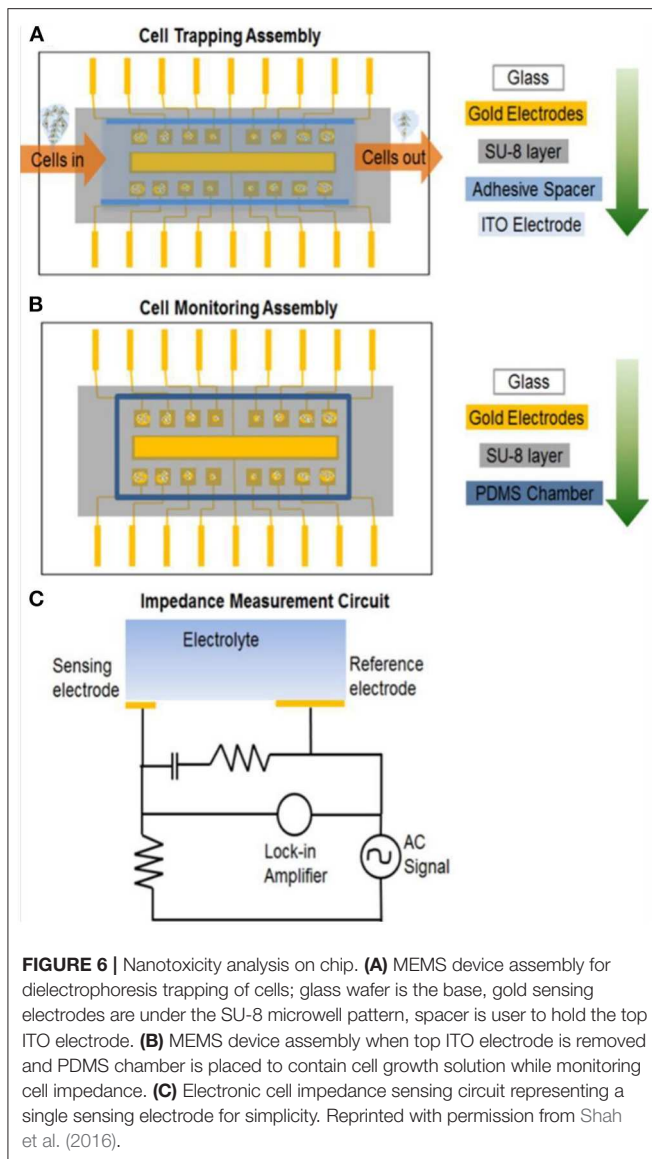 A
Cell Trapping Assembly
Cells in
Cells out
Glass
Gold Electrodes
SU-8 layer
Adhesive Spacer
ITO Electrode
B
Cell Monitoring Assembly
Glass
Gold Electrodes
SU-8 layer
PDMS Chamber
C
Impedance Measurement Circuit
Electrolyte
Sensing
electrode
Reference
electrode
Lock-in
Amplifier
AC
Signal
FIGURE 6 | Nanotoxicity analysis on chip. (A) MEMS device assembly for
dielectrophoresis trapping of cells; glass wafer is the base, gold sensing
electrodes are under the SU-8 microwell pattern, spacer is user to hold the top
ITO electrode. (B) MEMS device assembly when top ITO electrode is removed
and PDMS chamber is placed to contain cell growth solution while monitoring
cell impedance. (C) Electronic cell impedance sensing circuit representing a
single sensing electrode for simplicity. Reprinted with permission from Shah
et al. (2016).